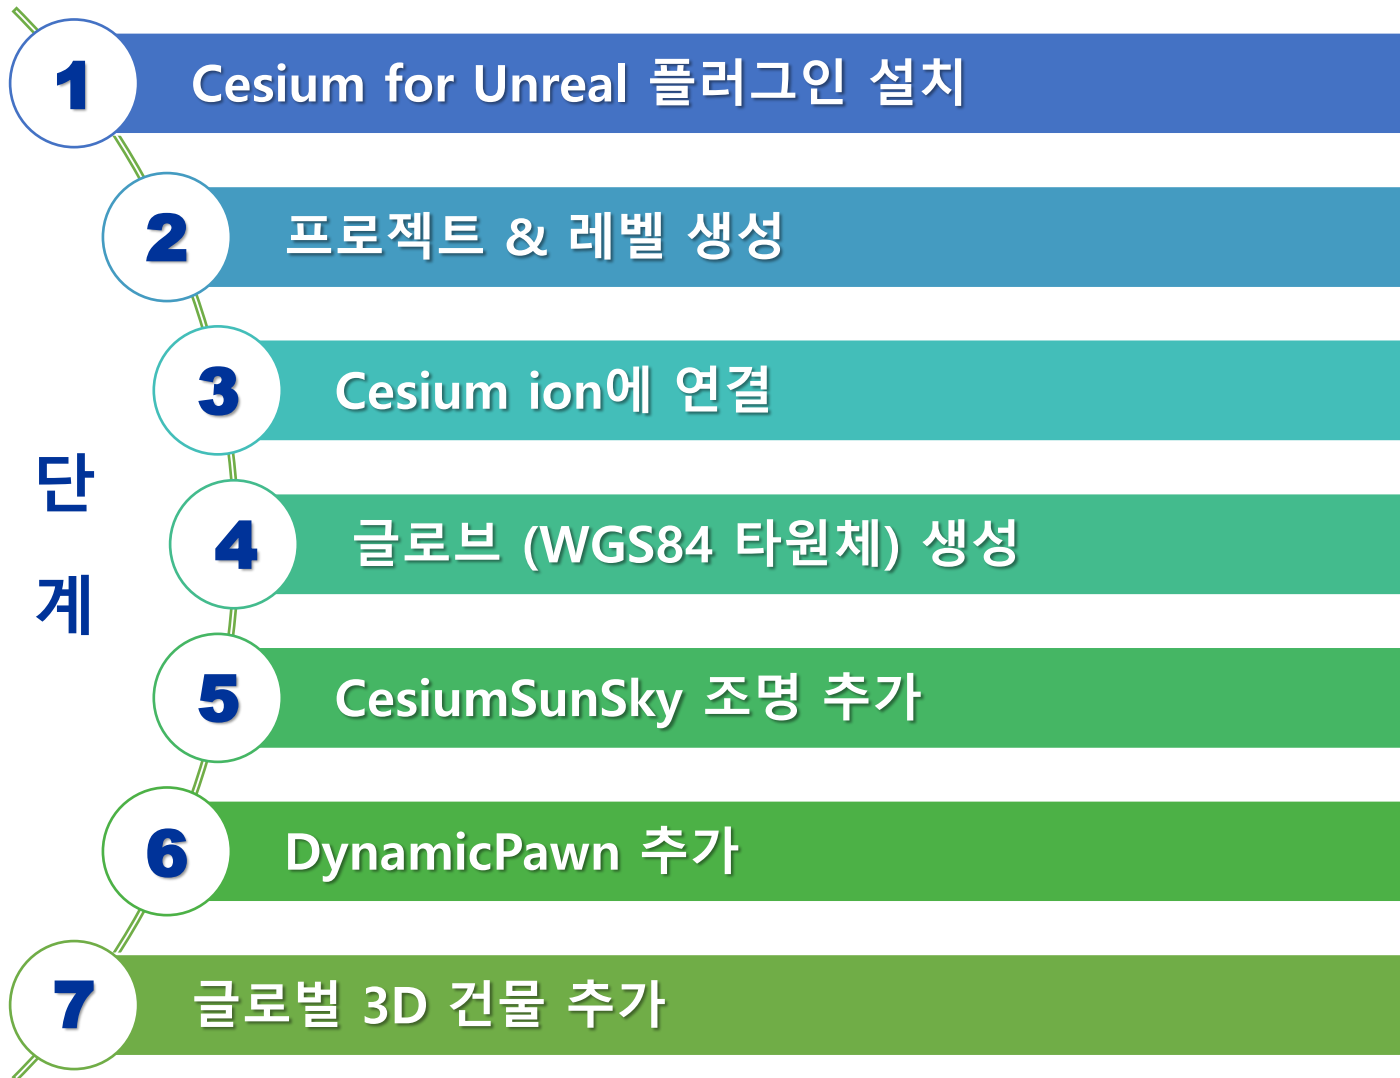 1
Cesium for Unreal 플러그인 설치
2
프로젝트 & 레벨 생성
3
Cesium ion에 연결
단
계
4
글로브 (WGS84 타원체) 생성
5
CesiumSunSky 조명 추가
6
DynamicPawn 추가
7
글로벌 3D 건물 추가